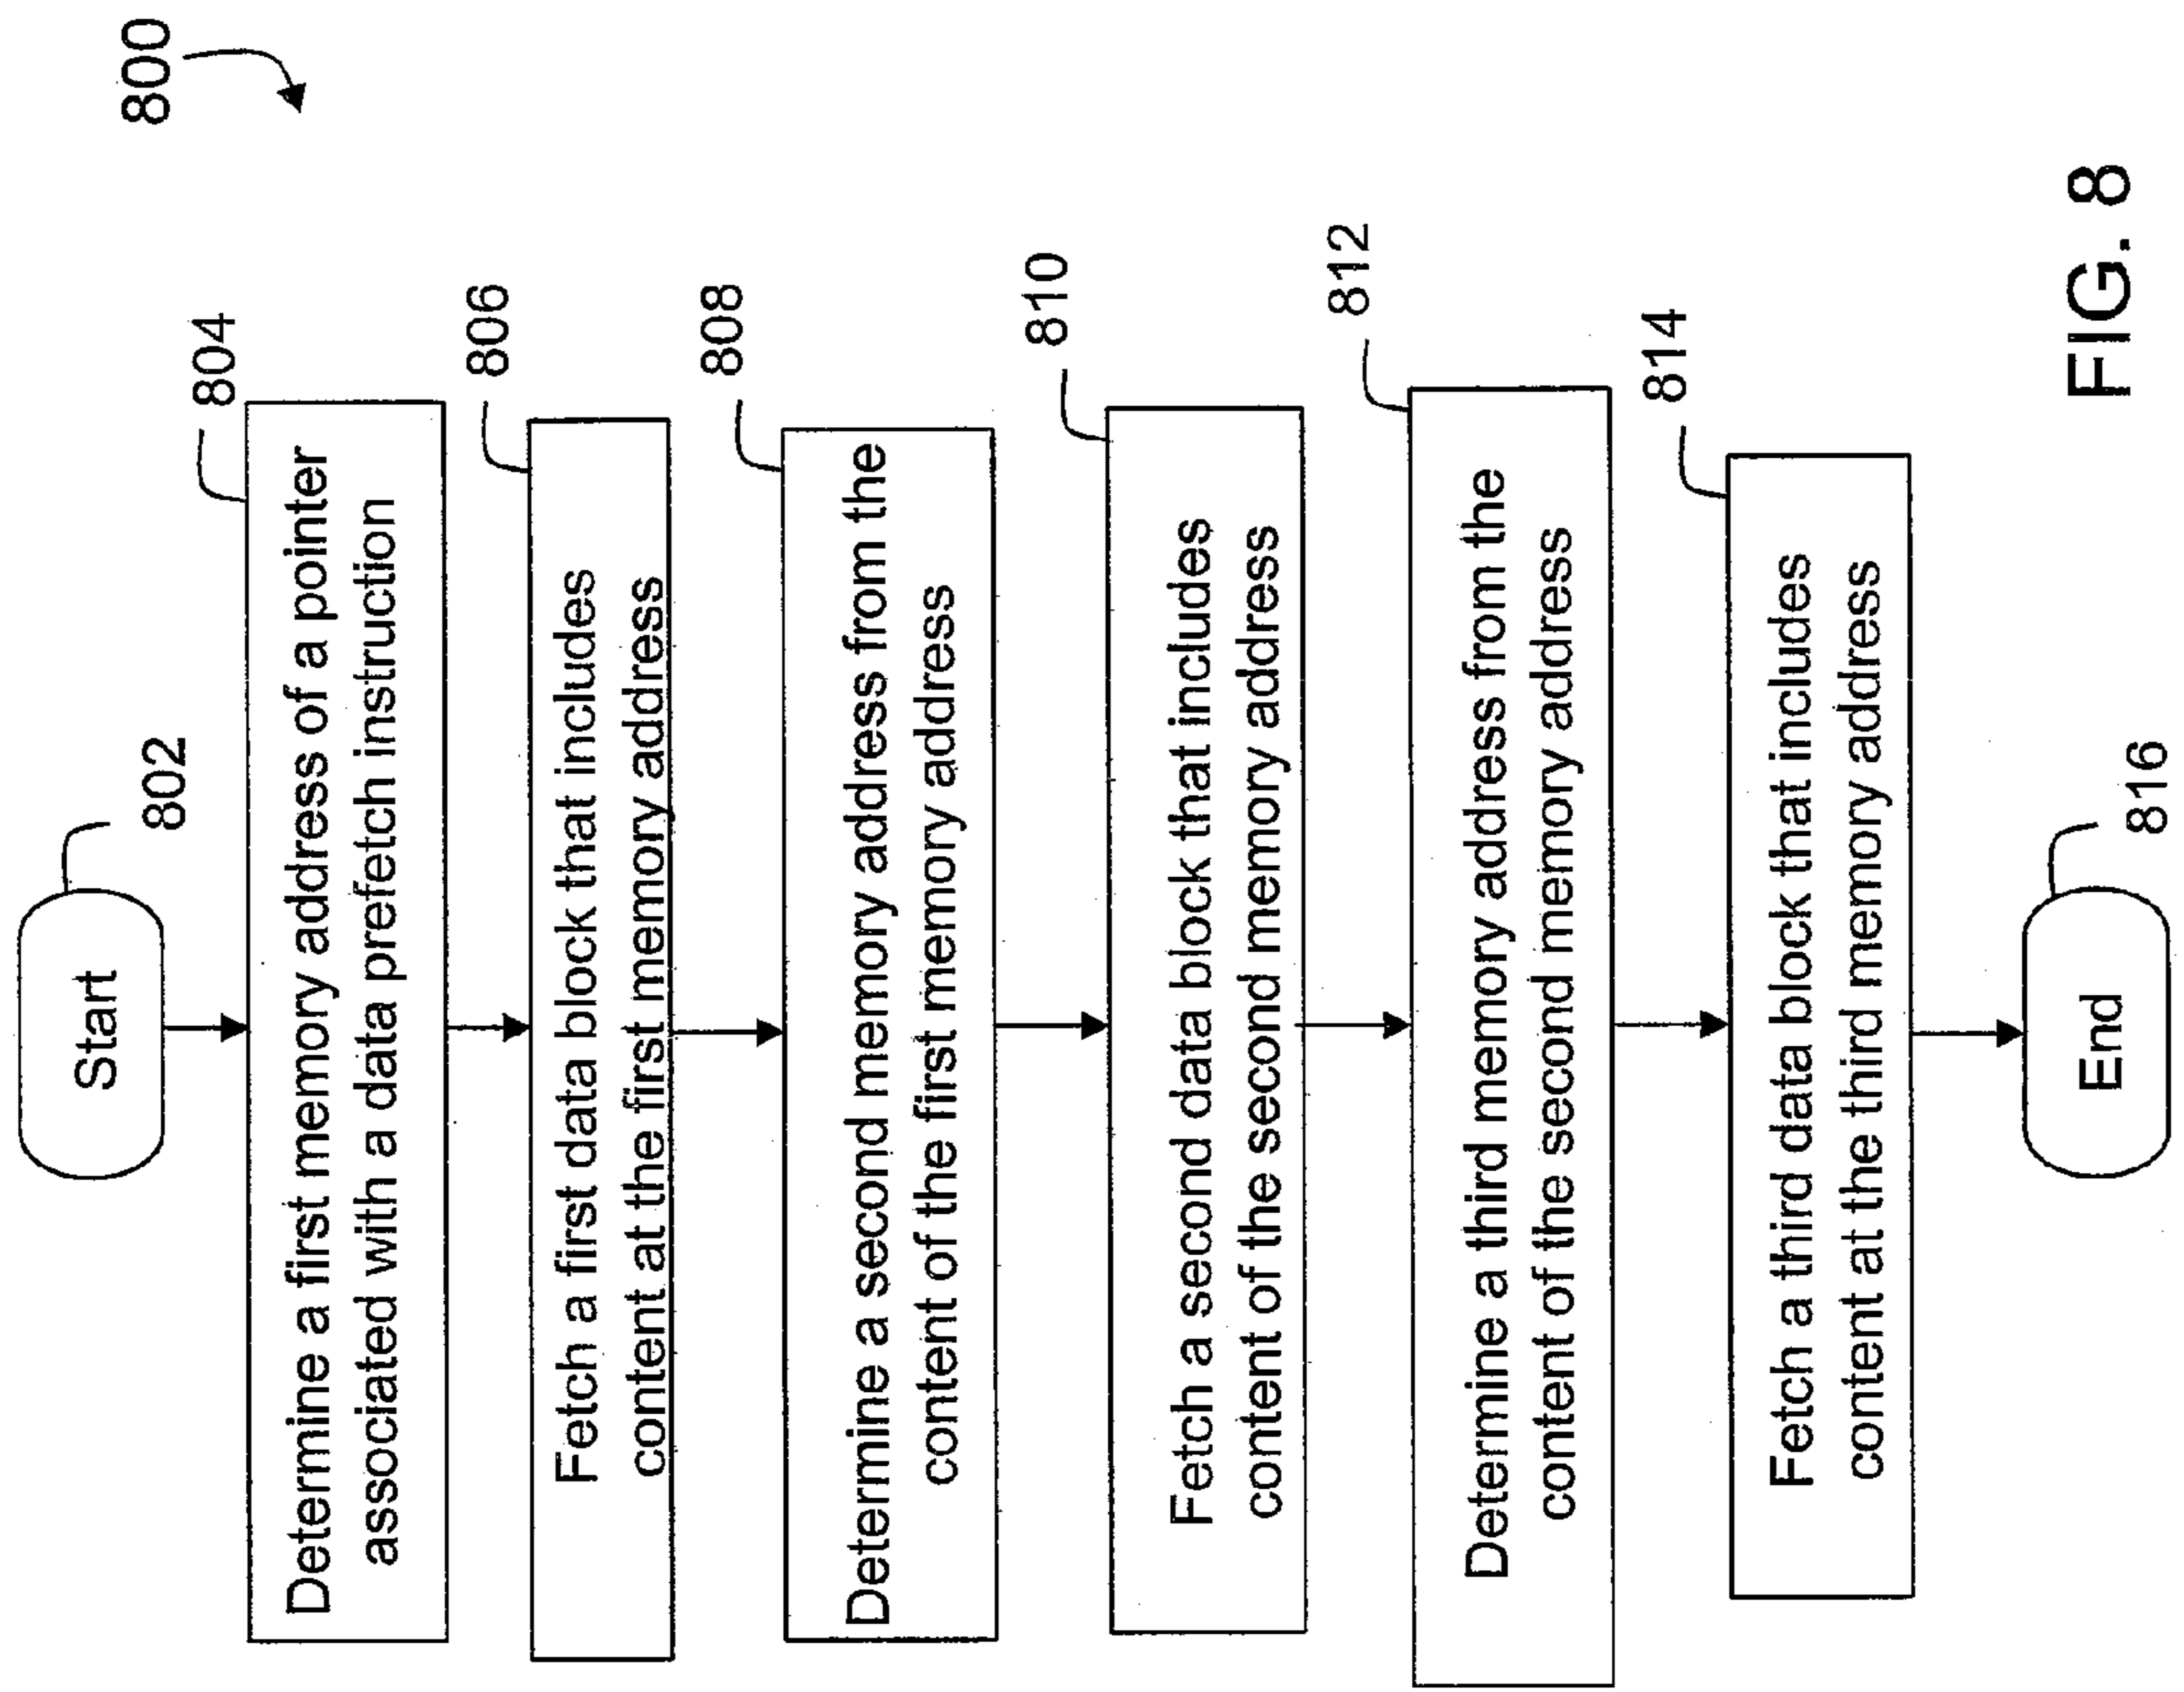 800
Start
802
804
Determine a first memory address of a pointer
associated with a data prefetch instruction
806
Fetch a first data block that includes
content at the first memory address
808
Determine a second memory address from the
content of the first memory address
810
Fetch a second data block that includes
content of the second memory address
812
Determine a third memory address from the
content of the second memory address
814
Fetch a third data block that includes
content at the third memory address
End
816
FIG. 8